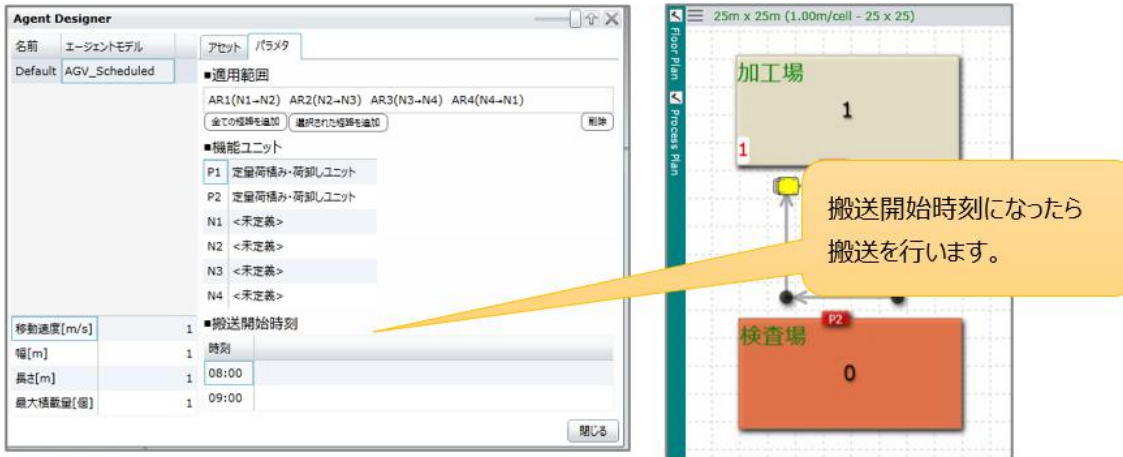 Agent Designer
名前 エージェントモデル
Default AGV_Scheduled
移動速度[m/s] 1
幅[m] 1
長さ[m] 1
最大積載量[個] 1
アセット パラメタ
■適用範囲
AR1(N1→N2) AR2(N2→N3) AR3(N3→N4) AR4(N4→N1)
全ての経路を追加 選択された経路を追加 削除
■機能ユニット
P1 定量荷積み・荷卸しユニット
P2 定量荷積み・荷卸しユニット
N1 <未定義>
N2 <未定義>
N3 <未定義>
N4 <未定義>
■搬送開始時刻
時刻
08:00
09:00
閉じる
25m x 25m (1.00m/cell - 25 x 25)
Floor Plan
Process Plan
加工場
1
1
搬送開始時刻になったら
搬送を行います。
P2
検査場
0